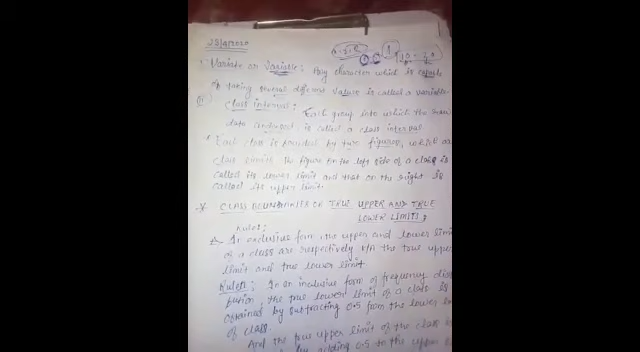 25/4/2020
Variate or Variable: Any character which is capable
of taking several different values is called a variable
Class interval: Each group into which the raw
data condensed, is called a class interval
Each class is bounded by two figures, which are
class limits. The figure on the left side of a class is
called its lower limit and that on the right is
called its upper limit.
CLASS BOUNDARIES OR TRUE UPPER AND TRUE
LOWER LIMITS:
Rules:
In exclusive form, the upper and lower limits
of a class are respectively k/a the true upper
limit and true lower limit.
Rule 2: In an inclusive form of frequency dis
bution, the true lower limit of a class is
obtained by subtracting 0.5 from the lower
of class.
And the true upper limit of the class
by adding 0.5 to the upper